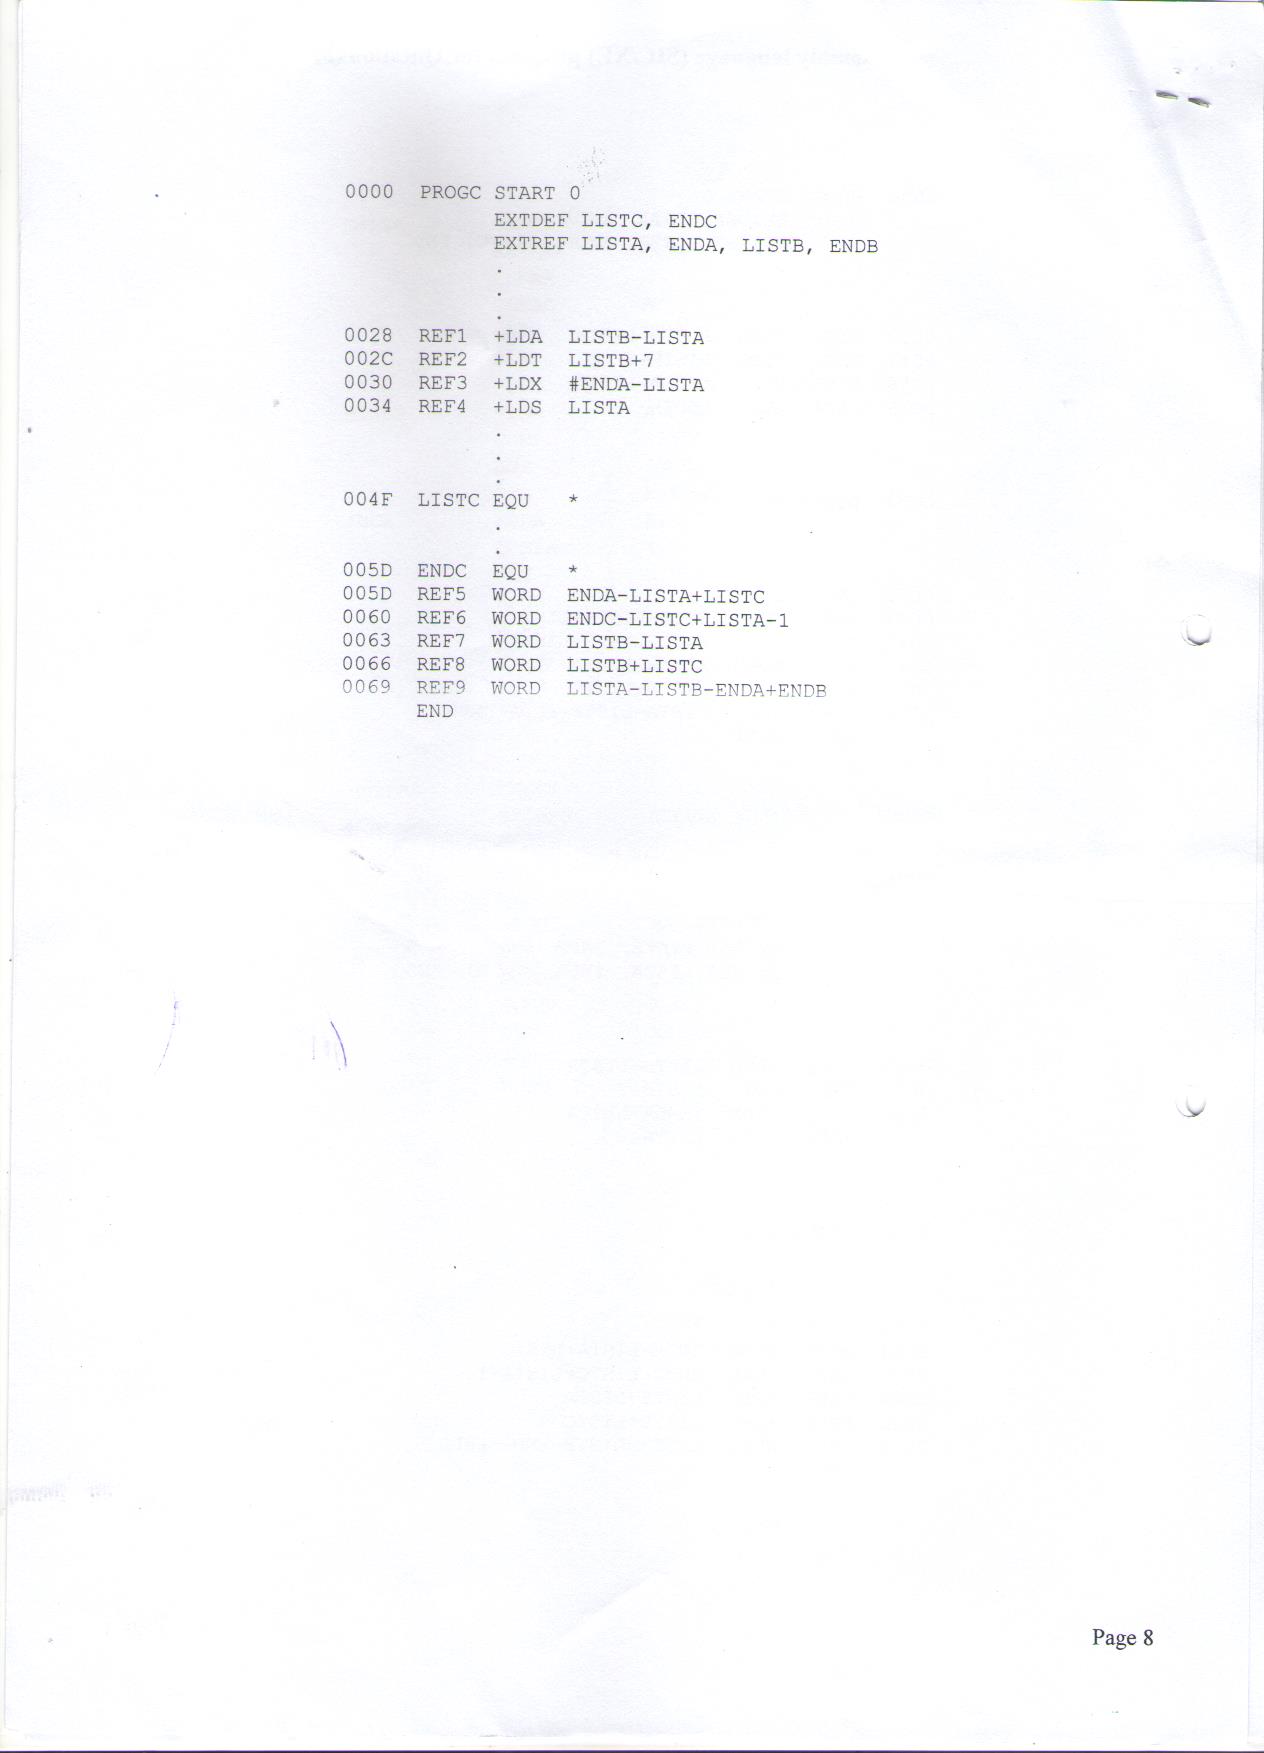 0000 PROGC START 0
EXTDEF LISTC, ENDC
EXTREF LISTA, ENDA, LISTB, ENDB
.
.
.
0028 REF1 +LDA LISTB-LISTA
002C REF2 +LDT LISTB+7
0030 REF3 +LDX #ENDA-LISTA
0034 REF4 +LDS LISTA
.
.
.
004F LISTC EQU *
.
.
005D ENDC EQU *
005D REF5 WORD ENDA-LISTA+LISTC
0060 REF6 WORD ENDC-LISTC+LISTA-1
0063 REF7 WORD LISTB-LISTA
0066 REF8 WORD LISTB+LISTC
0069 REF9 WORD LISTA-LISTB-ENDA+ENDB
END
Page 8